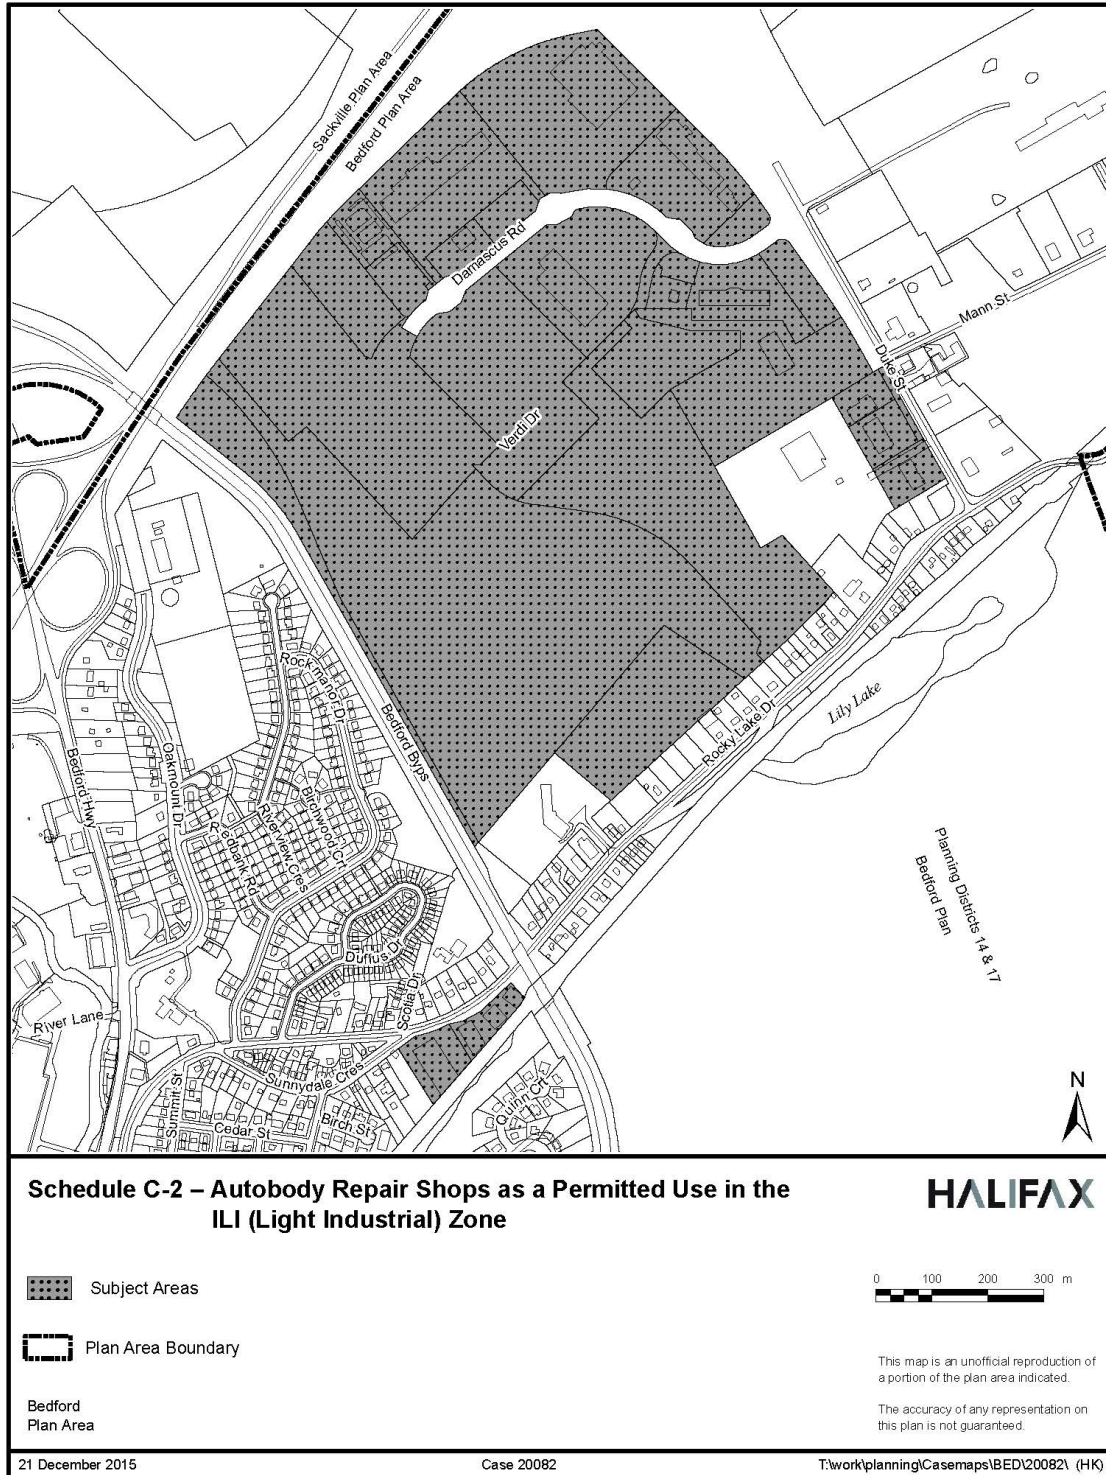 Sackville Plan Area
Bedford Plan Area
Damascus Rd
Mann St
Duke St
Verdi Dr
Rockmanor Dr
Bedford Byps
Lily Lake
Rocky Lake Dr
Oakmount Dr
Bedford Hwy
Birchwood Crt
Riverview Cres
Reedbank Rd
Planning Districts 14 & 17
Bedford Plan
Duffus Dr
Scotia Dr
River Lane
Sunnydale Cres
Quinn Crt
Summit St
Birch St
Cedar St
N
Schedule C-2 – Autobody Repair Shops as a Permitted Use in the
ILI (Light Industrial) Zone
HALIFAX
Subject Areas
0 100 200 300 m
Plan Area Boundary
This map is an unofficial reproduction of
a portion of the plan area indicated.
Bedford
Plan Area
The accuracy of any representation on
this plan is not guaranteed.
21 December 2015
Case 20082
T:\work\planning\Casemaps\BED\20082\ (HK)